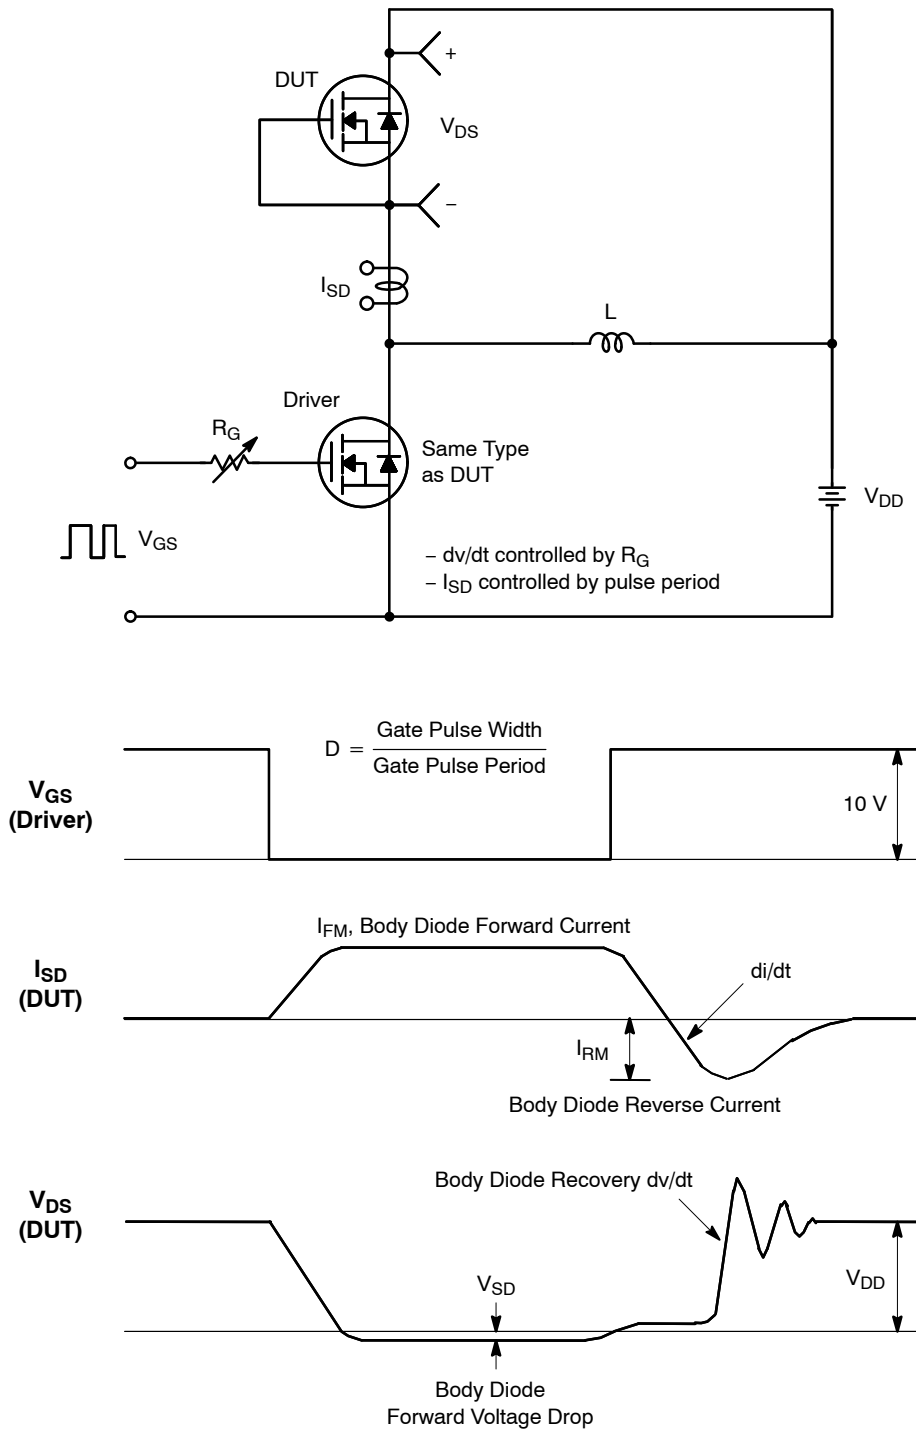 +
DUT
V_DS
−
I_SD
L
Driver
R_G
Same Type
as DUT
V_DD
V_GS
− dv/dt controlled by R_G
− I_SD controlled by pulse period
D = Gate Pulse Width / Gate Pulse Period
V_GS
(Driver)
10 V
I_FM, Body Diode Forward Current
I_SD
(DUT)
di/dt
I_RM
Body Diode Reverse Current
Body Diode Recovery dv/dt
V_DS
(DUT)
V_SD
V_DD
Body Diode
Forward Voltage Drop